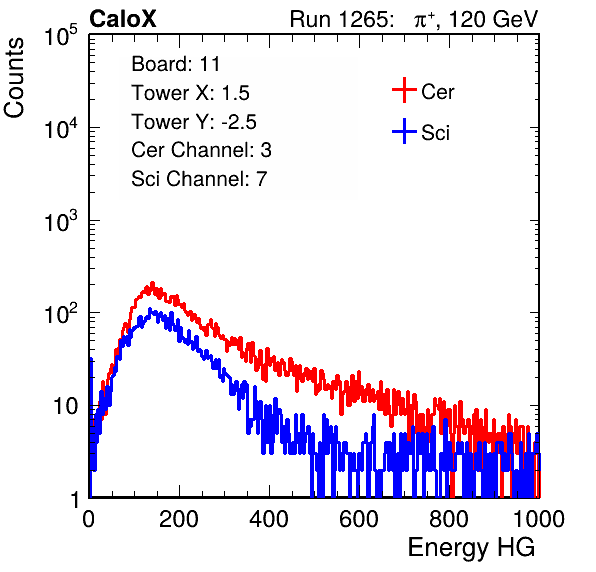 CaloX Run 1265: π⁺, 120 GeV
Counts
Board: 11
Tower X: 1.5
Tower Y: -2.5
Cer Channel: 3
Sci Channel: 7
Cer
Sci
10⁵
10⁴
10³
10²
10
1
0 200 400 600 800 1000
Energy HG